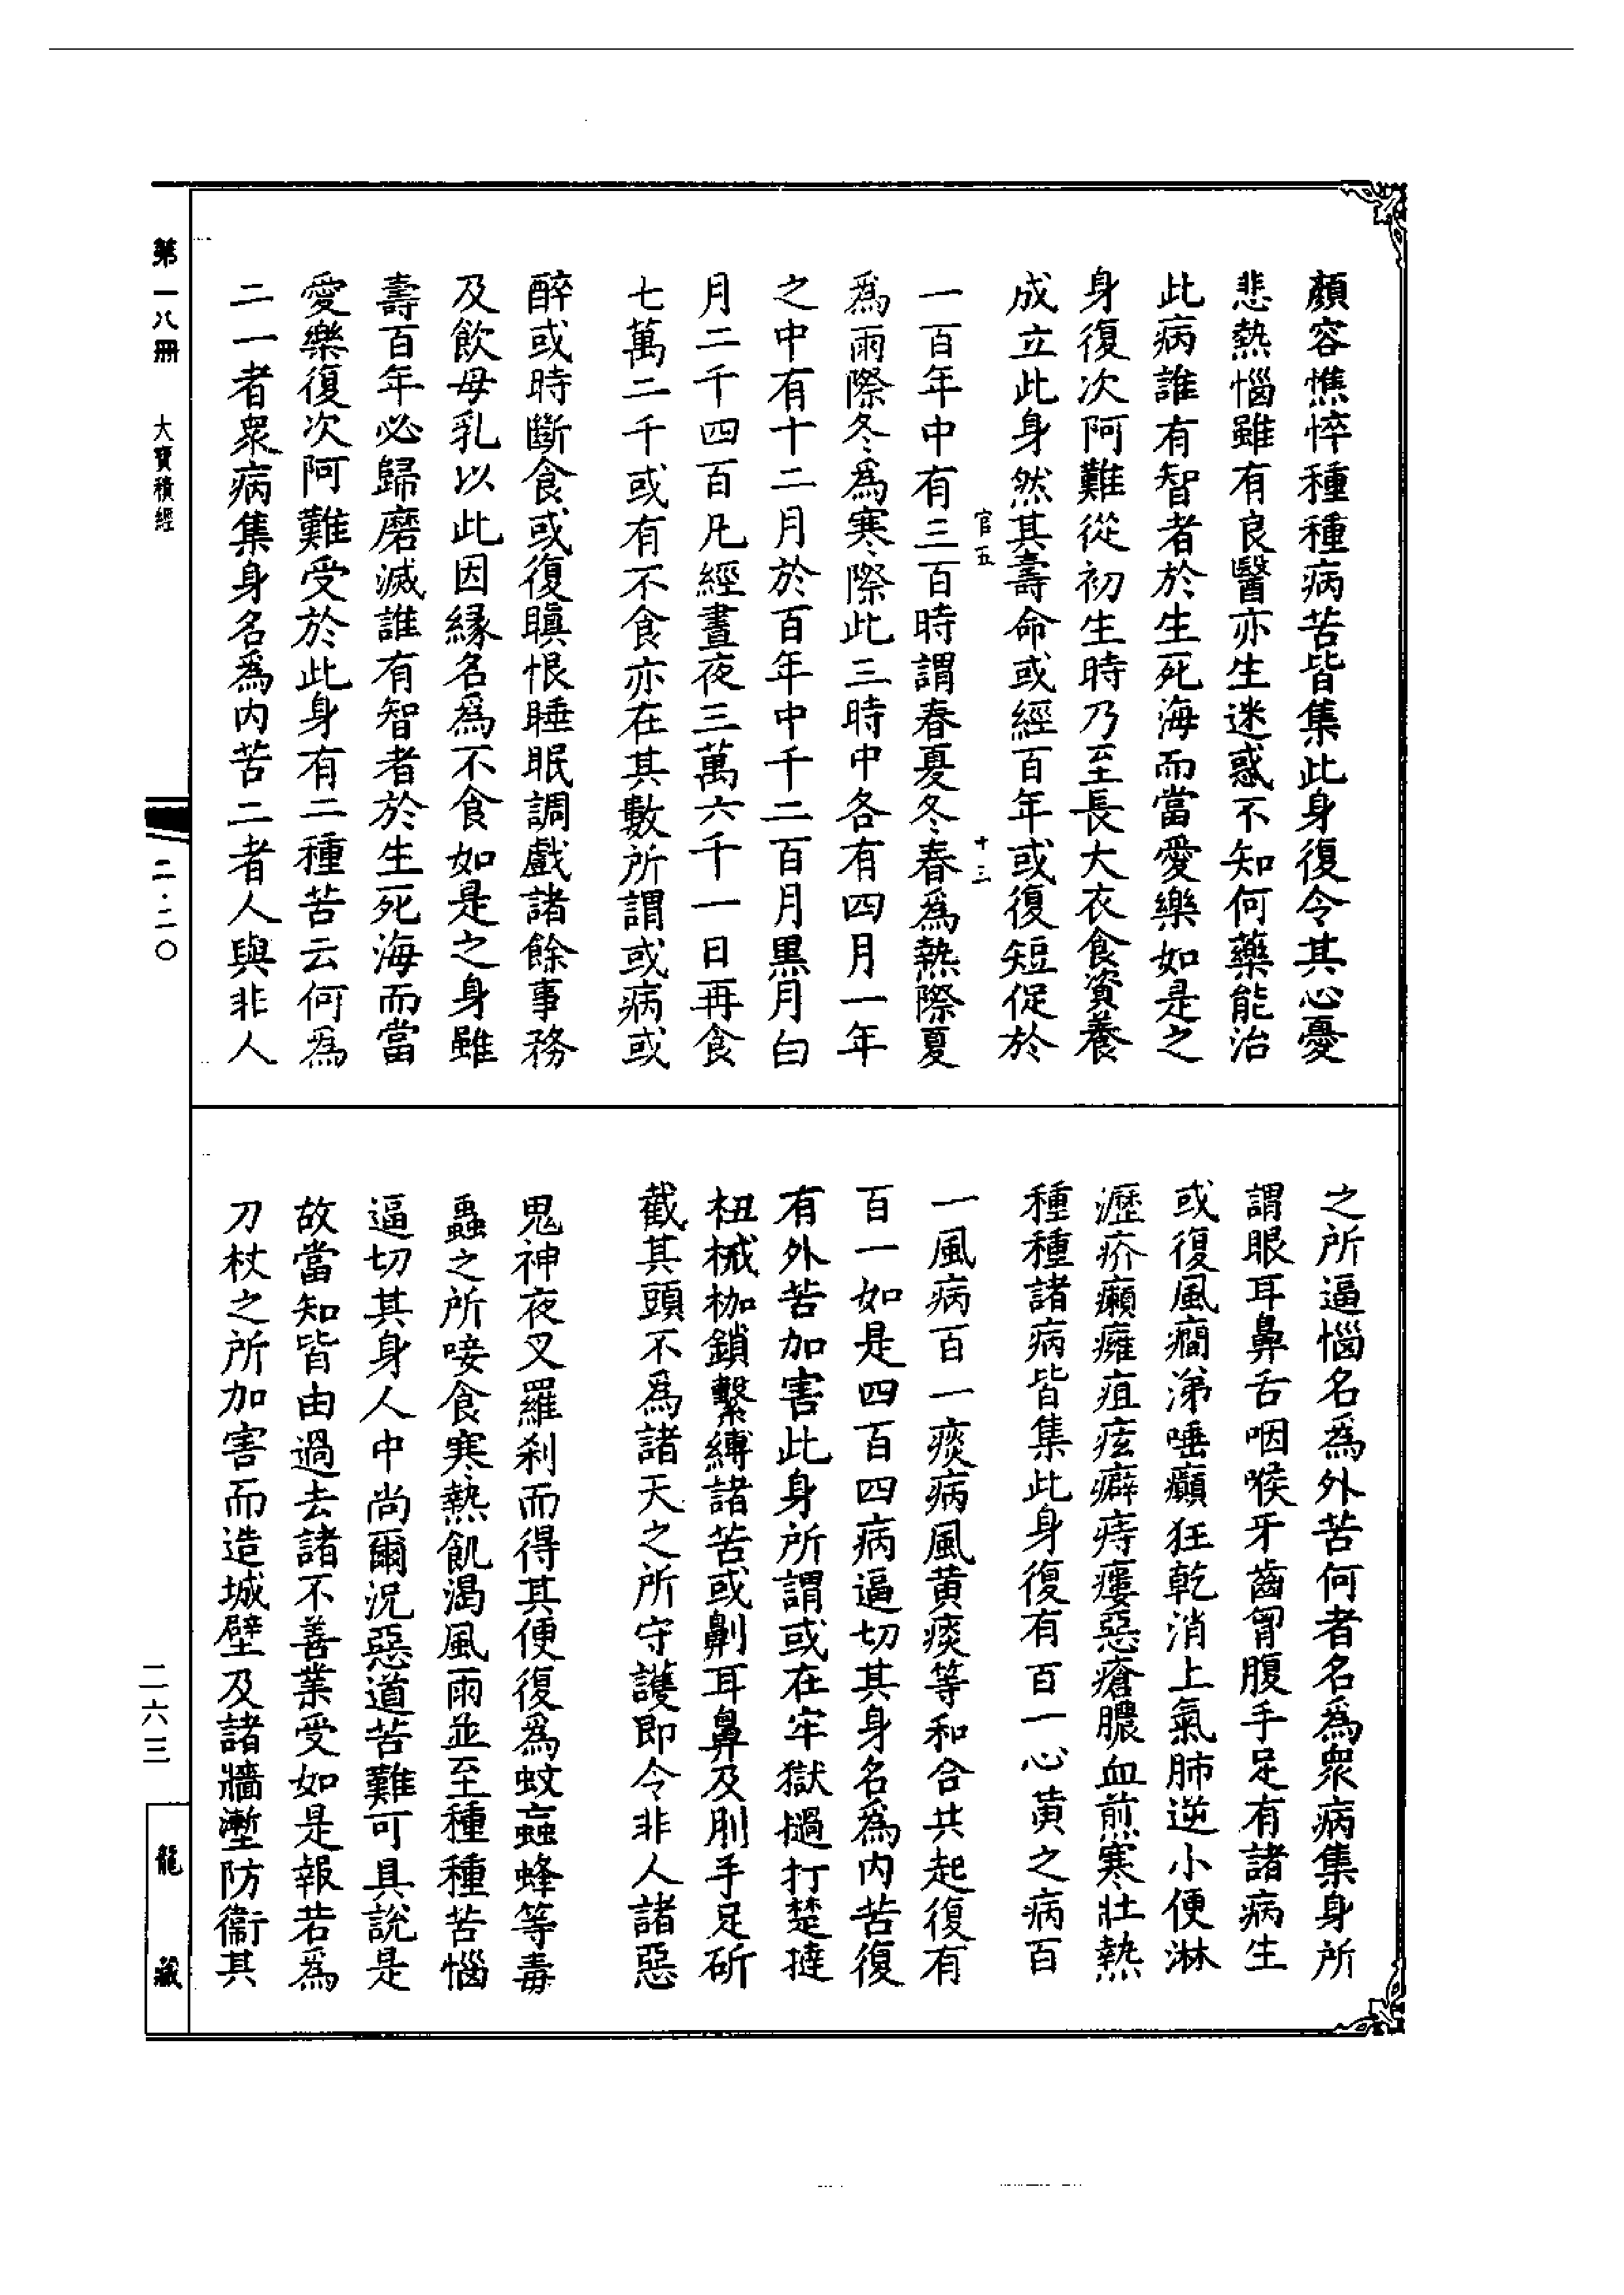 顏容憔悴種種病苦皆集此身復令其心憂
悲熱惱雖有良醫亦生迷惑不知何藥能治
此病誰有智者於生死海而當愛樂如是之
身復次阿難從初生時乃至長大衣食資養
成立此身然其壽命或經百年或復短促於
官五 十三
一百年中有三百時謂春夏冬春爲熱際夏
爲雨際冬爲寒際此三時中各有四月一年
之中有十二月於百年中千二百月黒月白
月二千四百凡經晝夜三萬六千一日再食
七萬二千或有不食亦在其數所謂或病或
醉或時斷食或復瞋恨睡眠調戲諸餘事務
及飲母乳以此因縁名爲不食如是之身雖
壽百年必歸磨滅誰有智者於生死海而當
愛樂復次阿難受於此身有二種苦云何爲
二一者衆病集身名爲内苦二者人與非人
之所逼惱名爲外苦何者名爲衆病集身所
謂眼耳鼻舌咽喉牙齒胷腹手足有諸病生
或復風癎涕唾癲狂乾消上氣肺逆小便淋
瀝疥癩癰疽痃癖痔瘻惡瘡膿血煎寒壯熱
種種諸病皆集此身復有百一心黃之病百
一風病百一痰病風黃痰等和合共起復有
百一如是四百四病逼切其身名爲内苦復
有外苦加害此身所謂或在牢獄撾打楚撻
杻械枷鎖繫縛諸苦或劓耳鼻及刖手足斫
截其頭不爲諸天之所守護即令非人諸惡
鬼神夜叉羅刹而得其便復爲蚊蝱蜂等毒
蟲之所唼食寒熱飢渴風雨並至種種苦惱
逼切其身人中尚爾況惡道苦難可具說是
故當知皆由過去諸不善業受如是報若爲
刀杖之所加害而造城壁及諸牆塹防衞其
第一八冊 大寶積經
二·二〇
二六三
龍藏